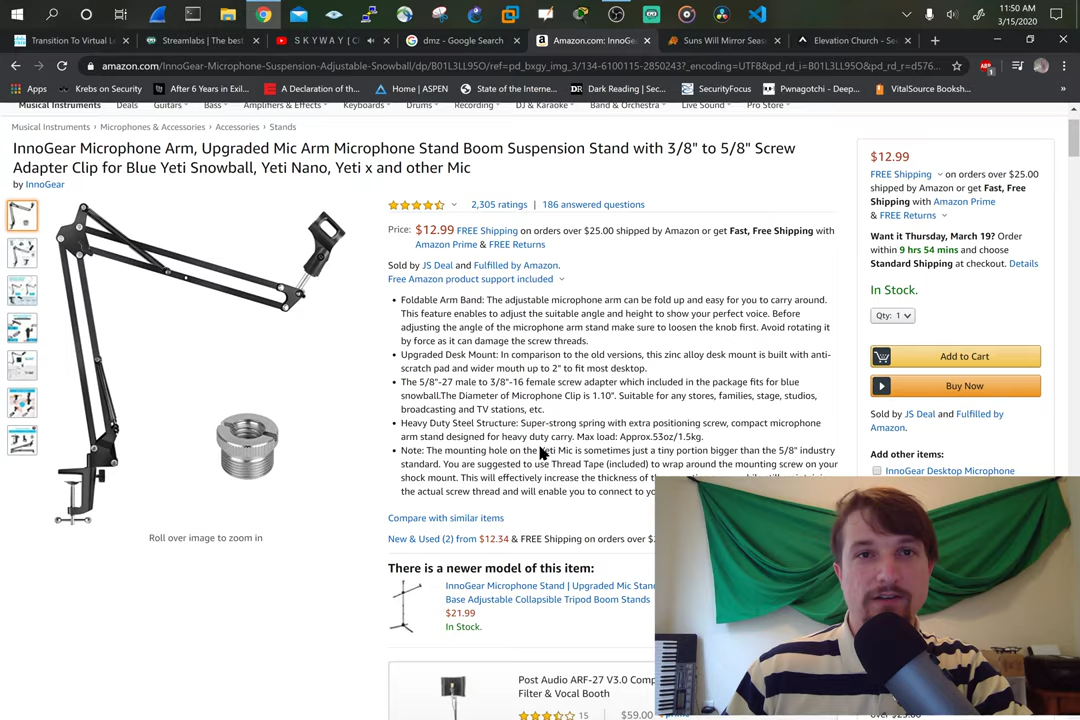 11:50 AM
3/15/2020
Transition To Virtual L
Streamlabs | The best
S K Y W A Y [ C
dmz - Google Search
Amazon.com: InnoGe
Suns Will Mirror Sea
Elevation Church - Se
amazon.com/InnoGear-Microphone-Suspension-Adjustable-Snowball/dp/B01L3LL95O/ref=pd_bxgy_img_3/134-6100115-2850243?_encoding=UTF8&pd_rd_i=B01L3LL95O&pd_rd_r=d576...
Apps Krebs on Security After 6 Years in Exil... A Declaration of th... Home | ASPEN State of the Interne... DR Dark Reading | Sec... SecurityFocus Pwnagotchi - Deep... VitalSource Booksh...
Musical Instruments Deals Guitars Bass Amplifiers & Effects Keyboards Drums Recording DJ & Karaoke Band & Orchestra Live Sound Pro Store
Musical Instruments › Microphones & Accessories › Accessories › Stands
InnoGear Microphone Arm, Upgraded Mic Arm Microphone Stand Boom Suspension Stand with 3/8" to 5/8" Screw
Adapter Clip for Blue Yeti Snowball, Yeti Nano, Yeti x and other Mic
by InnoGear
2,305 ratings | 186 answered questions
Price: $12.99 FREE Shipping on orders over $25.00 shipped by Amazon or get Fast, Free Shipping with
Amazon Prime & FREE Returns
Sold by JS Deal and Fulfilled by Amazon.
Free Amazon product support included
• Foldable Arm Band: The adjustable microphone arm can be fold up and easy for you to carry around.
This feature enables to adjust the suitable angle and height to show your perfect voice. Before
adjusting the angle of the microphone arm stand make sure to loosen the knob first. Avoid rotating it
by force as it can damage the screw threads.
• Upgraded Desk Mount: In comparison to the old versions, this zinc alloy desk mount is built with anti-
scratch pad and wider mouth up to 2" to fit most desktop.
• The 5/8"-27 male to 3/8"-16 female screw adapter which included in the package fits for blue
snowball.The Diameter of Microphone Clip is 1.10". Suitable for any stores, families, stage, studios,
broadcasting and TV stations, etc.
• Heavy Duty Steel Structure: Super-strong spring with extra positioning screw, compact microphone
arm stand designed for heavy duty carry. Max load: Approx.53oz/1.5kg.
• Note: The mounting hole on the Yeti Mic is sometimes just a tiny portion bigger than the 5/8" industry
standard. You are suggested to use Thread Tape (included) to wrap around the mounting screw on your
shock mount. This will effectively increase the thickness of
the actual screw thread and will enable you to connect to yo
Roll over image to zoom in
Compare with similar items
New & Used (2) from $12.34 & FREE Shipping on orders over $
There is a newer model of this item:
InnoGear Microphone Stand | Upgraded Mic Stan
Base Adjustable Collapsible Tripod Boom Stands
$21.99
In Stock.
Post Audio ARF-27 V3.0 Comp
Filter & Vocal Booth
15 $59.00
$12.99
FREE Shipping on orders over $25.00
shipped by Amazon or get Fast, Free
Shipping with Amazon Prime
& FREE Returns
Want it Thursday, March 19? Order
within 9 hrs 54 mins and choose
Standard Shipping at checkout. Details
In Stock.
Qty: 1
Add to Cart
Buy Now
Sold by JS Deal and Fulfilled by
Amazon.
Add other items:
InnoGear Desktop Microphone